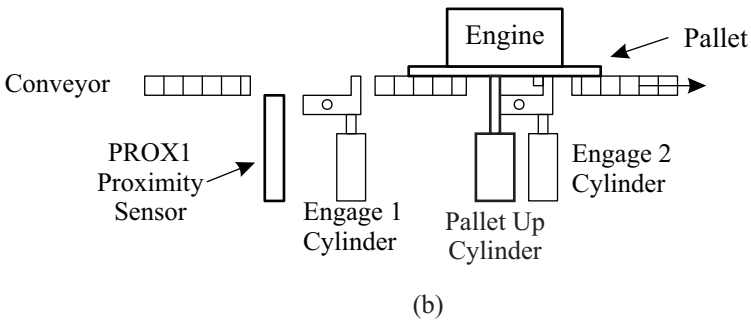 Engine
Pallet
Conveyor
PROX1
Proximity
Sensor
Engage 1
Cylinder
Pallet Up
Cylinder
Engage 2
Cylinder
(b)